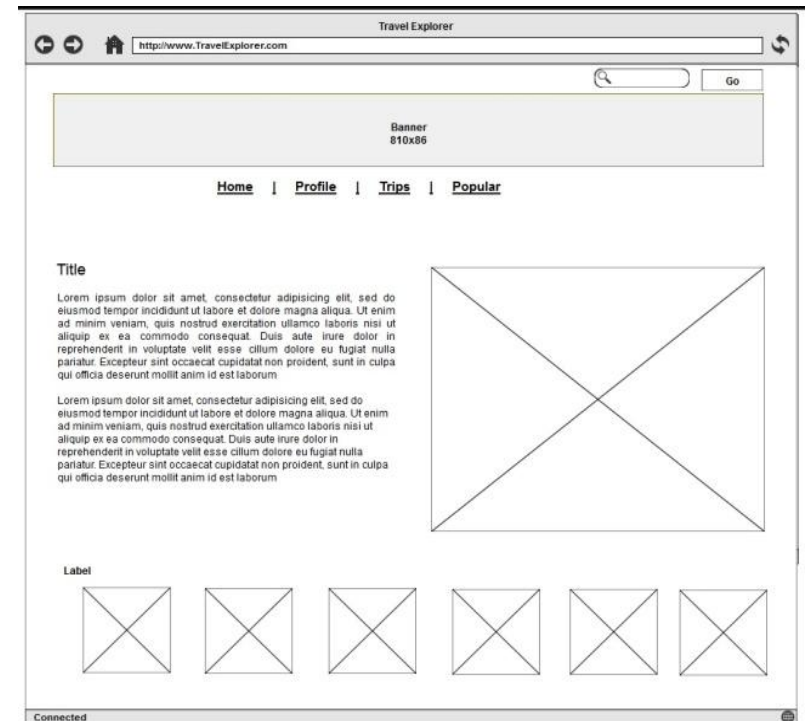 Travel Explorer
http://www.TravelExplorer.com
Go
Banner
810x86
Home | Profile | Trips | Popular
Title
Lorem ipsum dolor sit amet, consectetur adipisicing elit, sed do
eiusmod tempor incididunt ut labore et dolore magna aliqua. Ut enim
ad minim veniam, quis nostrud exercitation ullamco laboris nisi ut
aliquip ex ea commodo consequat. Duis aute irure dolor in
reprehenderit in voluptate velit esse cillum dolore eu fugiat nulla
pariatur. Excepteur sint occaecat cupidatat non proident, sunt in culpa
qui officia deserunt mollit anim id est laborum
Lorem ipsum dolor sit amet, consectetur adipisicing elit, sed do
eiusmod tempor incididunt ut labore et dolore magna aliqua. Ut enim
ad minim veniam, quis nostrud exercitation ullamco laboris nisi ut
aliquip ex ea commodo consequat. Duis aute irure dolor in
reprehenderit in voluptate velit esse cillum dolore eu fugiat nulla
pariatur. Excepteur sint occaecat cupidatat non proident, sunt in culpa
qui officia deserunt mollit anim id est laborum
Label
Connected